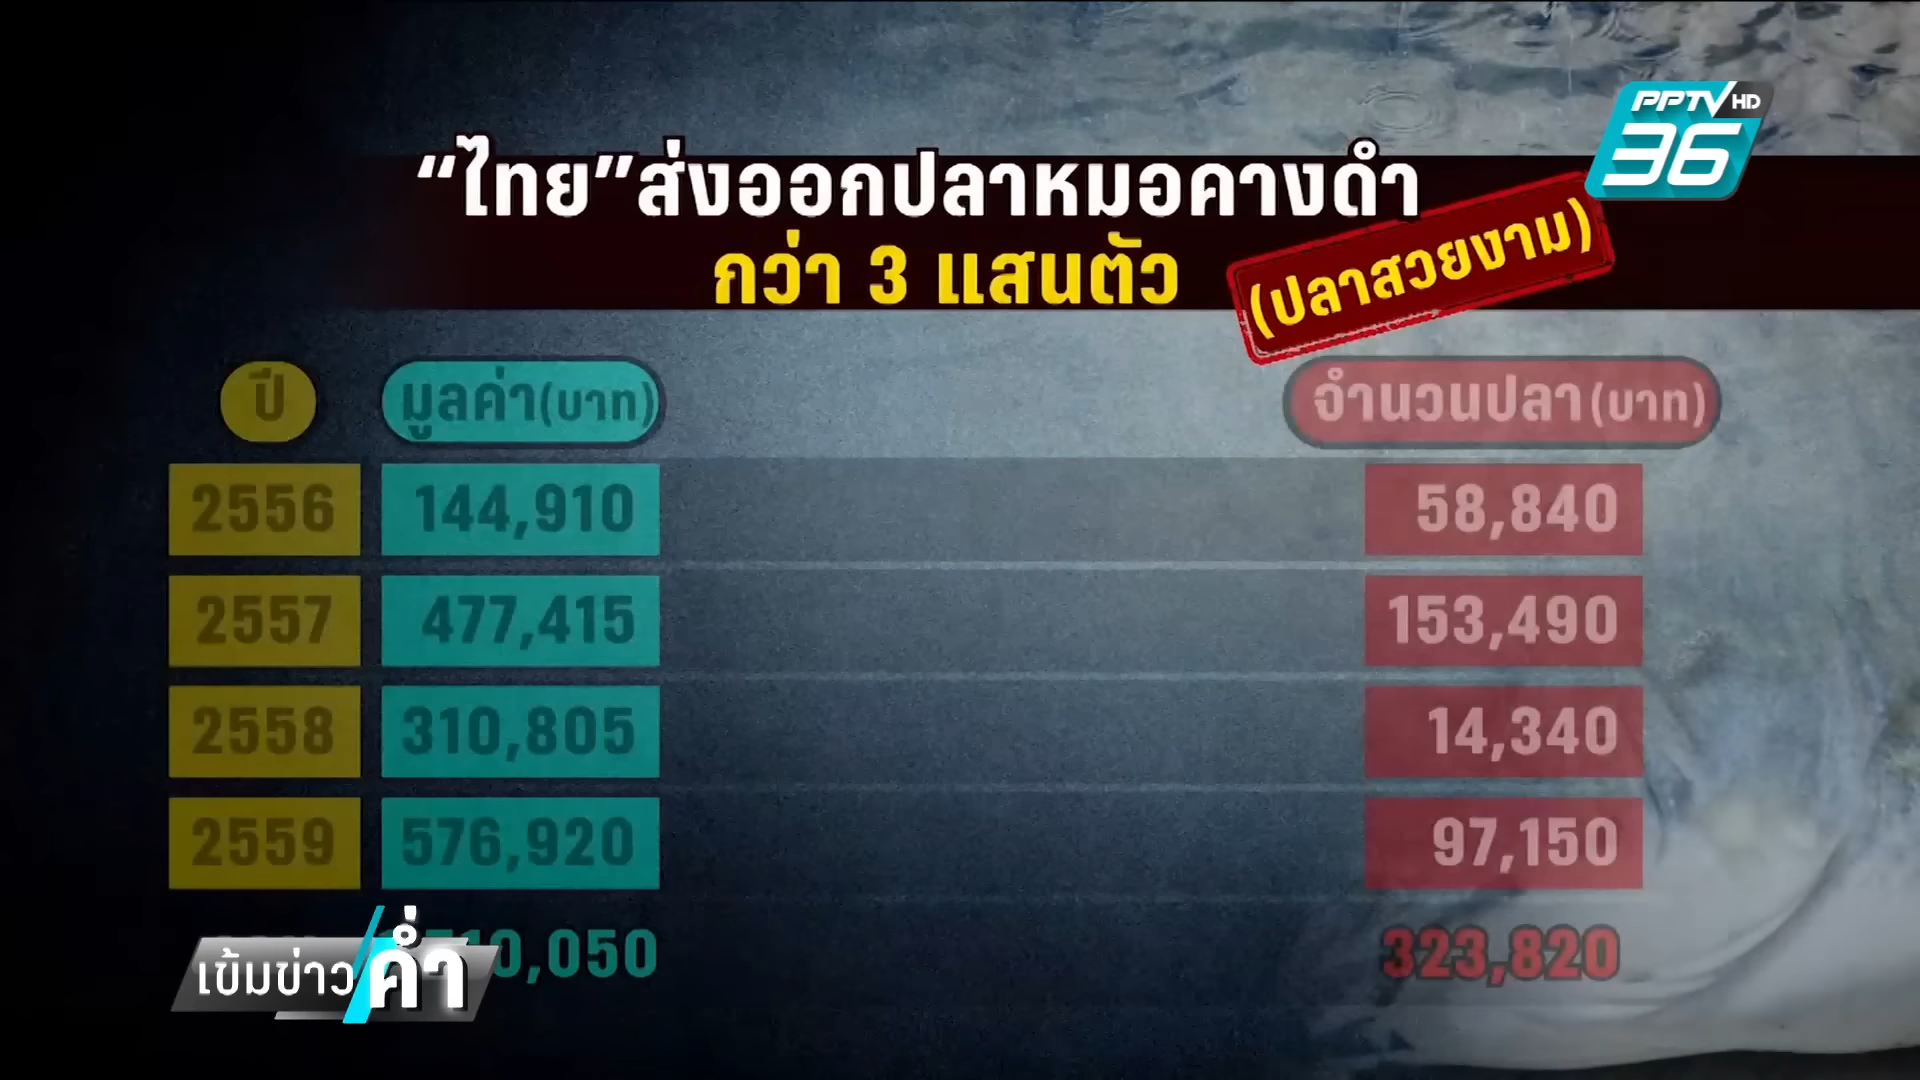 PPTV HD
36
“ไทย”ส่งออกปลาหมอคางดำ
กว่า 3 แสนตัว
(ปลาสวยงาม)
ปี มูลค่า(บาท) จำนวนปลา(บาท)
2556 144,910 58,840
2557 477,415 153,490
2558 310,805 14,340
2559 576,920 97,150
323,820
เข้มข่าวค่ำ